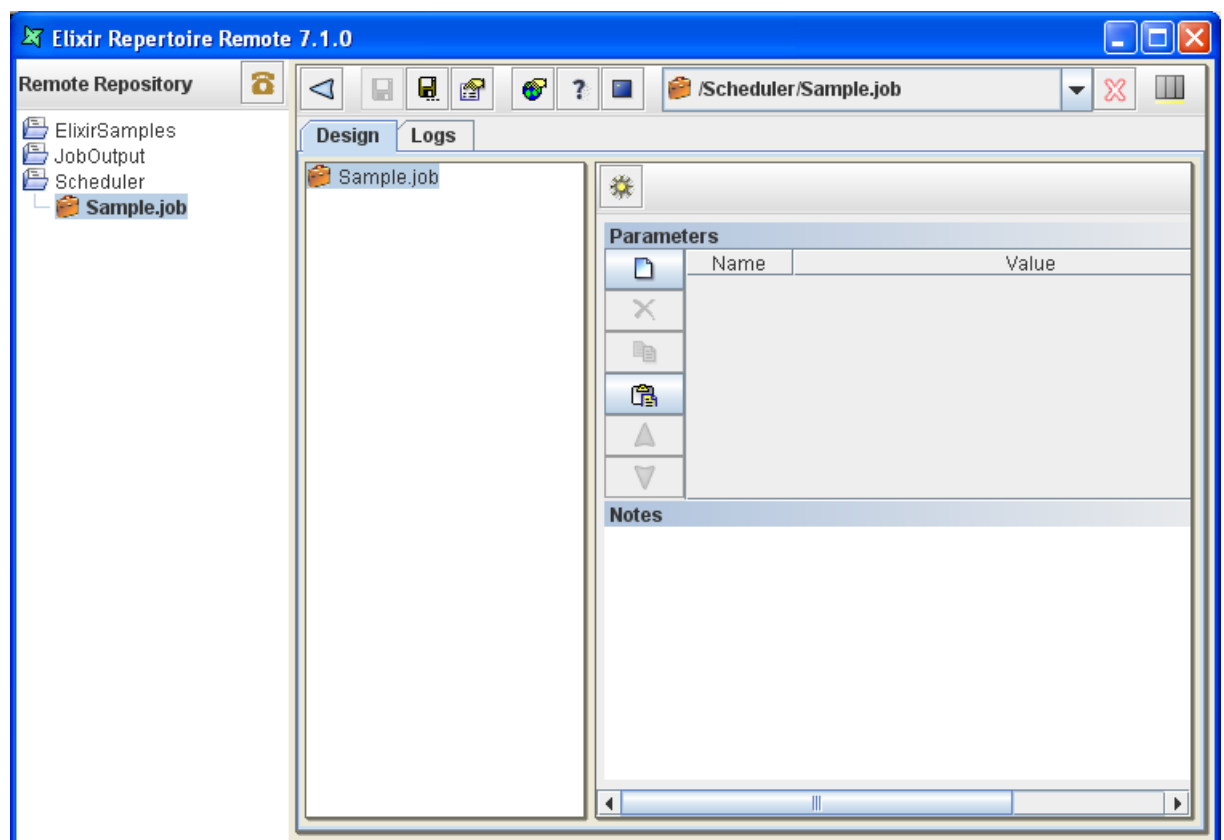 Elixir Repertoire Remote 7.1.0
Remote Repository
/Scheduler/Sample.job
ElixirSamples
JobOutput
Scheduler
Sample.job
Design Logs
Sample.job
Parameters
Name Value
Notes